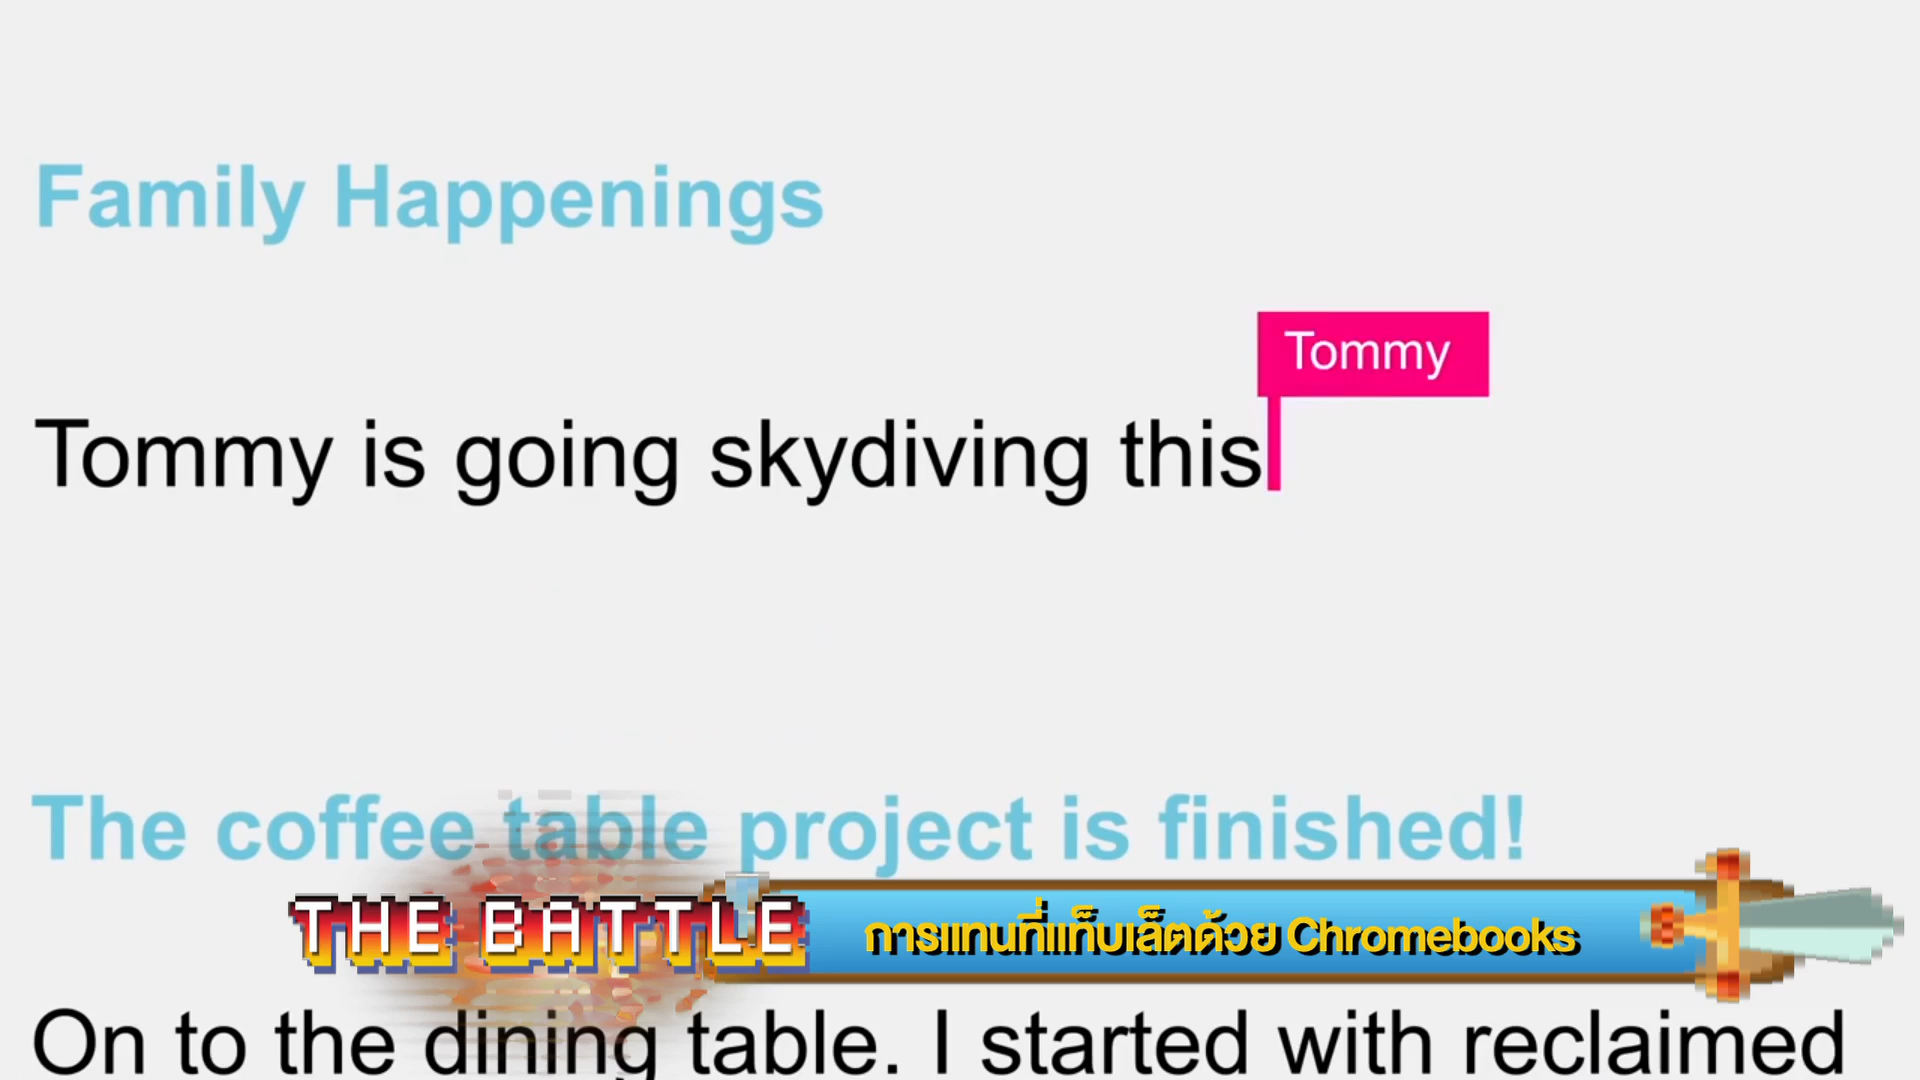 Family Happenings
Tommy
Tommy is going skydiving this
The coffee table project is finished!
THE BATTLE
การแทนที่แท็บเล็ตด้วย Chromebooks
On to the dining table. I started with reclaimed